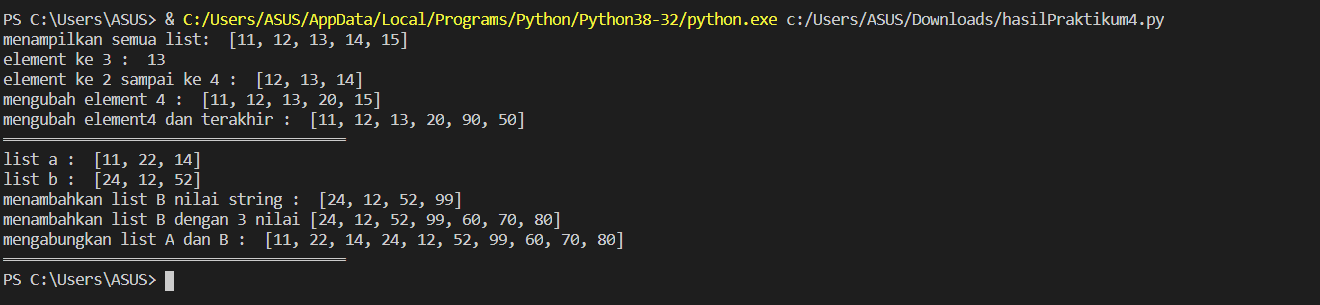 PS C:\Users\ASUS> & C:/Users/ASUS/AppData/Local/Programs/Python/Python38-32/python.exe c:/Users/ASUS/Downloads/hasilPraktikum4.py
menampilkan semua list:  [11, 12, 13, 14, 15]
element ke 3 :  13
element ke 2 sampai ke 4 :  [12, 13, 14]
mengubah element 4 :  [11, 12, 13, 20, 15]
mengubah element4 dan terakhir :  [11, 12, 13, 20, 90, 50]
======================================
list a :  [11, 22, 14]
list b :  [24, 12, 52]
menambahkan list B nilai string :  [24, 12, 52, 99]
menambahkan list B dengan 3 nilai [24, 12, 52, 99, 60, 70, 80]
mengabungkan list A dan B :  [11, 22, 14, 24, 12, 52, 99, 60, 70, 80]
======================================
PS C:\Users\ASUS>